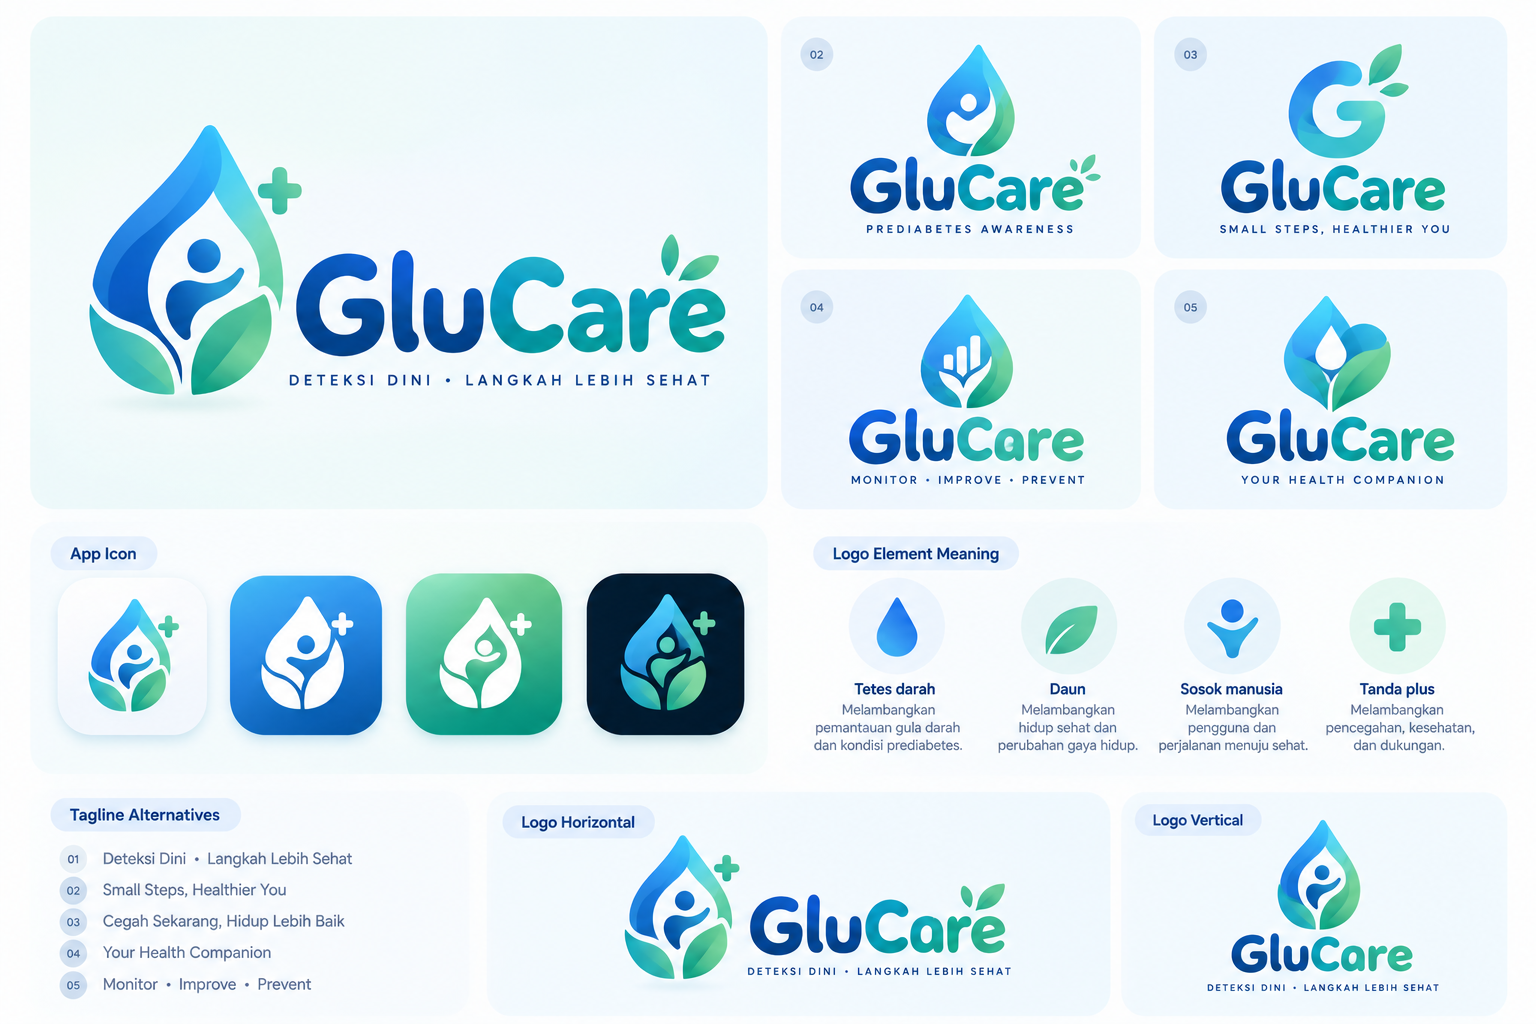 GluCare
DETEKSI DINI • LANGKAH LEBIH SEHAT
02
GluCare
PREDIABETES AWARENESS
03
G
GluCare
SMALL STEPS, HEALTHIER YOU
04
GluCare
MONITOR • IMPROVE • PREVENT
05
GluCare
YOUR HEALTH COMPANION
App Icon
Logo Element Meaning
Tetes darah
Melambangkan
pemantauan gula darah
dan kondisi prediabetes.
Daun
Melambangkan
hidup sehat dan
perubahan gaya hidup.
Sosok manusia
Melambangkan
pengguna dan
perjalanan menuju sehat.
Tanda plus
Melambangkan
pencegahan, kesehatan,
dan dukungan.
Tagline Alternatives
01 Deteksi Dini • Langkah Lebih Sehat
02 Small Steps, Healthier You
03 Cegah Sekarang, Hidup Lebih Baik
04 Your Health Companion
05 Monitor • Improve • Prevent
Logo Horizontal
GluCare
DETEKSI DINI • LANGKAH LEBIH SEHAT
Logo Vertical
GluCare
DETEKSI DINI • LANGKAH LEBIH SEHAT